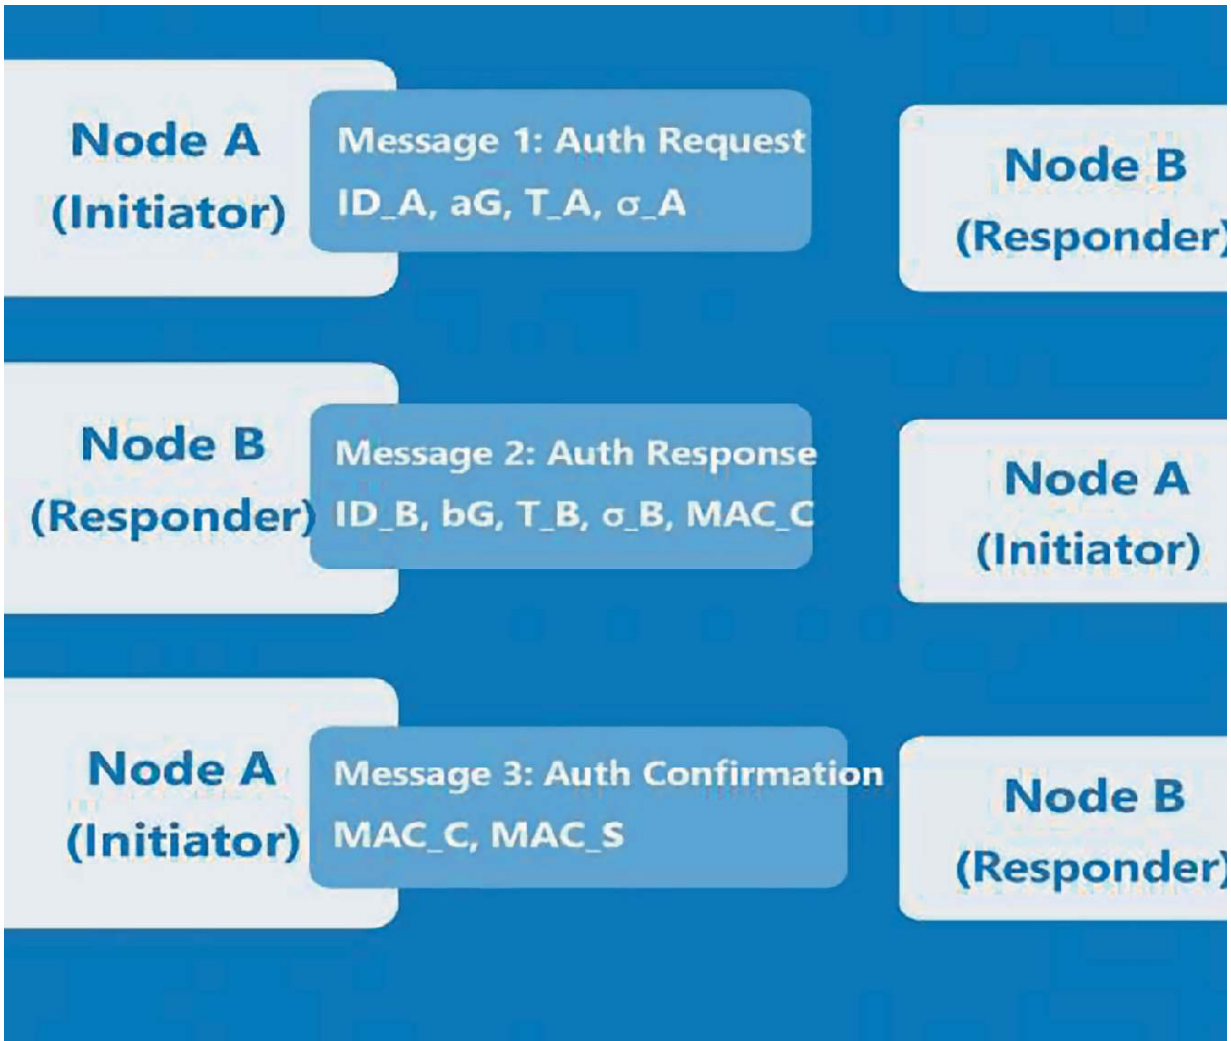 Node A
(Initiator)
Message 1: Auth Request
ID_A, aG, T_A, σ_A
Node B
(Responder)
Node B
(Responder)
Message 2: Auth Response
ID_B, bG, T_B, σ_B, MAC_C
Node A
(Initiator)
Node A
(Initiator)
Message 3: Auth Confirmation
MAC_C, MAC_S
Node B
(Responder)